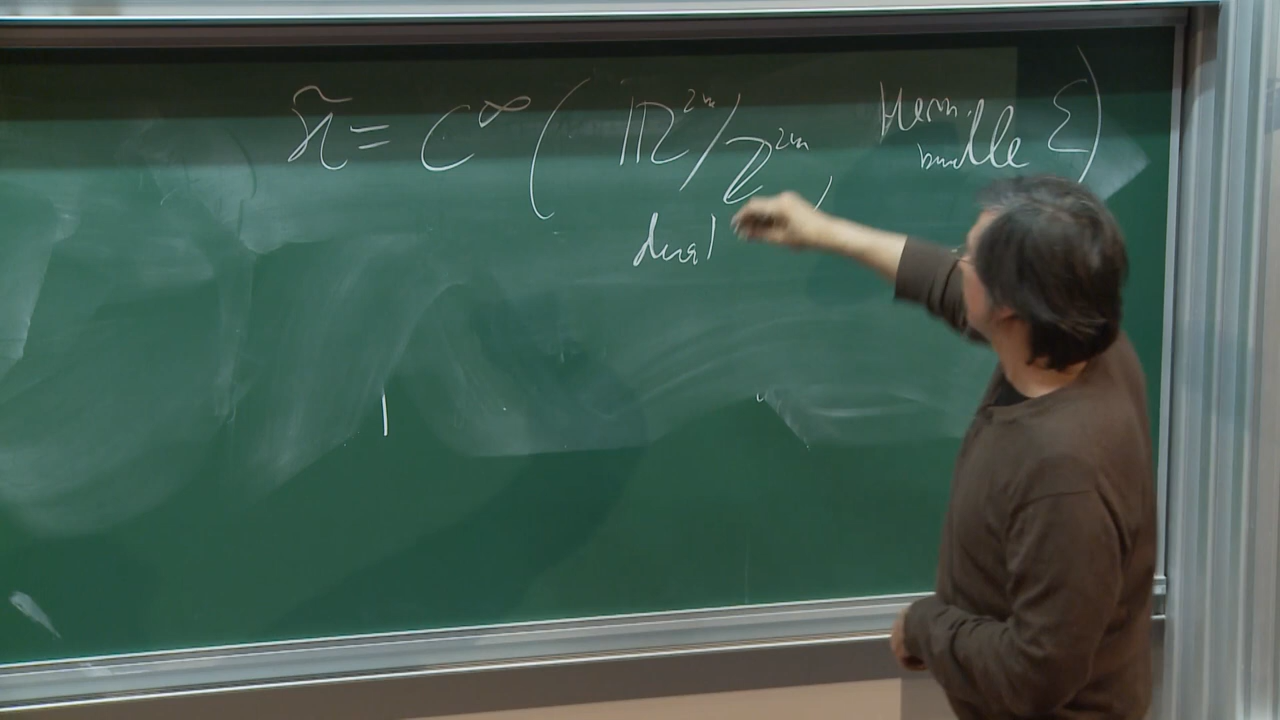 ñ = C^∞ ( ℝ^{2n} / ℤ^{2n} , Herm. bundle ℰ )
dual